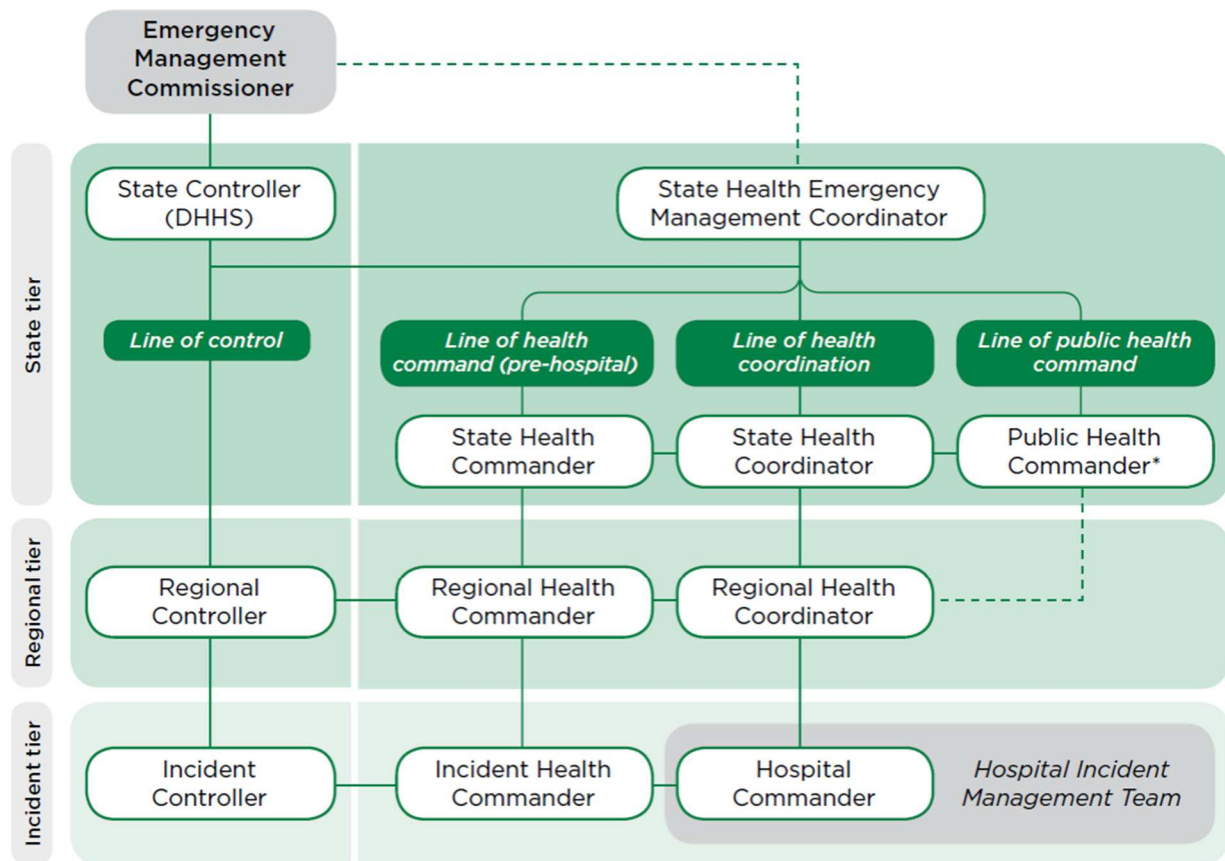 Emergency
Management
Commissioner
State tier
State Controller
(DHHS)
State Health Emergency
Management Coordinator
Line of control
Line of health
command (pre-hospital)
Line of health
coordination
Line of public health
command
State Health
Commander
State Health
Coordinator
Public Health
Commander*
Regional tier
Regional
Controller
Regional Health
Commander
Regional Health
Coordinator
Incident tier
Incident
Controller
Incident Health
Commander
Hospital
Commander
Hospital Incident
Management Team